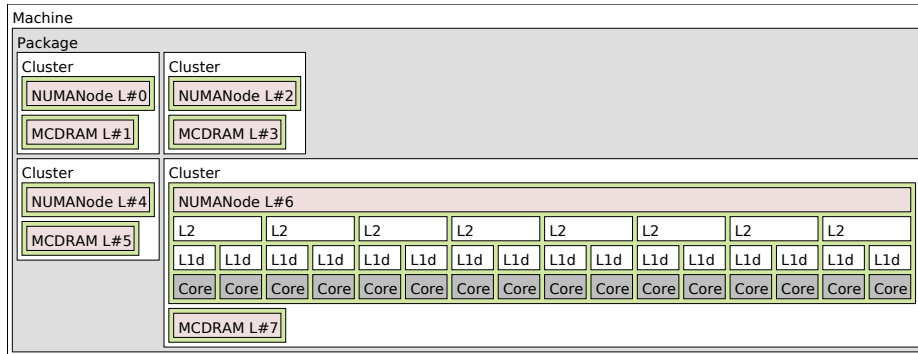 Machine
Package
Cluster Cluster
NUMANode L#0 NUMANode L#2
MCDRAM L#1 MCDRAM L#3
Cluster Cluster
NUMANode L#4 NUMANode L#6
MCDRAM L#5 L2 L2 L2 L2 L2 L2 L2 L2
L1d L1d L1d L1d L1d L1d L1d L1d L1d L1d L1d L1d L1d L1d L1d L1d
Core Core Core Core Core Core Core Core Core Core Core Core Core Core Core Core
MCDRAM L#7